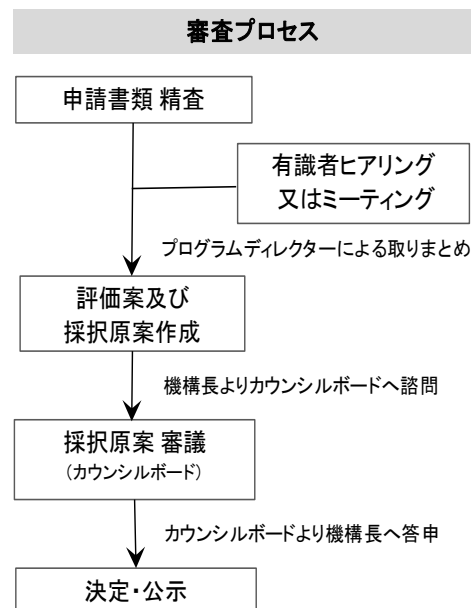 審査プロセス
申請書類 精査
有識者ヒアリング
又はミーティング
プログラムディレクターによる取りまとめ
評価案及び
採択原案作成
機構長よりカウンシルボードへ諮問
採択原案 審議
(カウンシルボード)
カウンシルボードより機構長へ答申
決定・公示